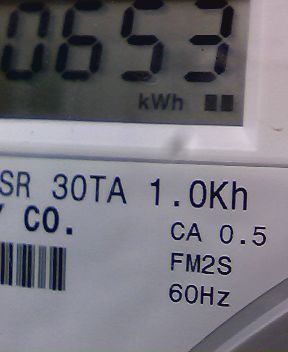 0653
kWh
SR 30TA 1.0Kh
Y CO.
CA 0.5
FM2S
60Hz